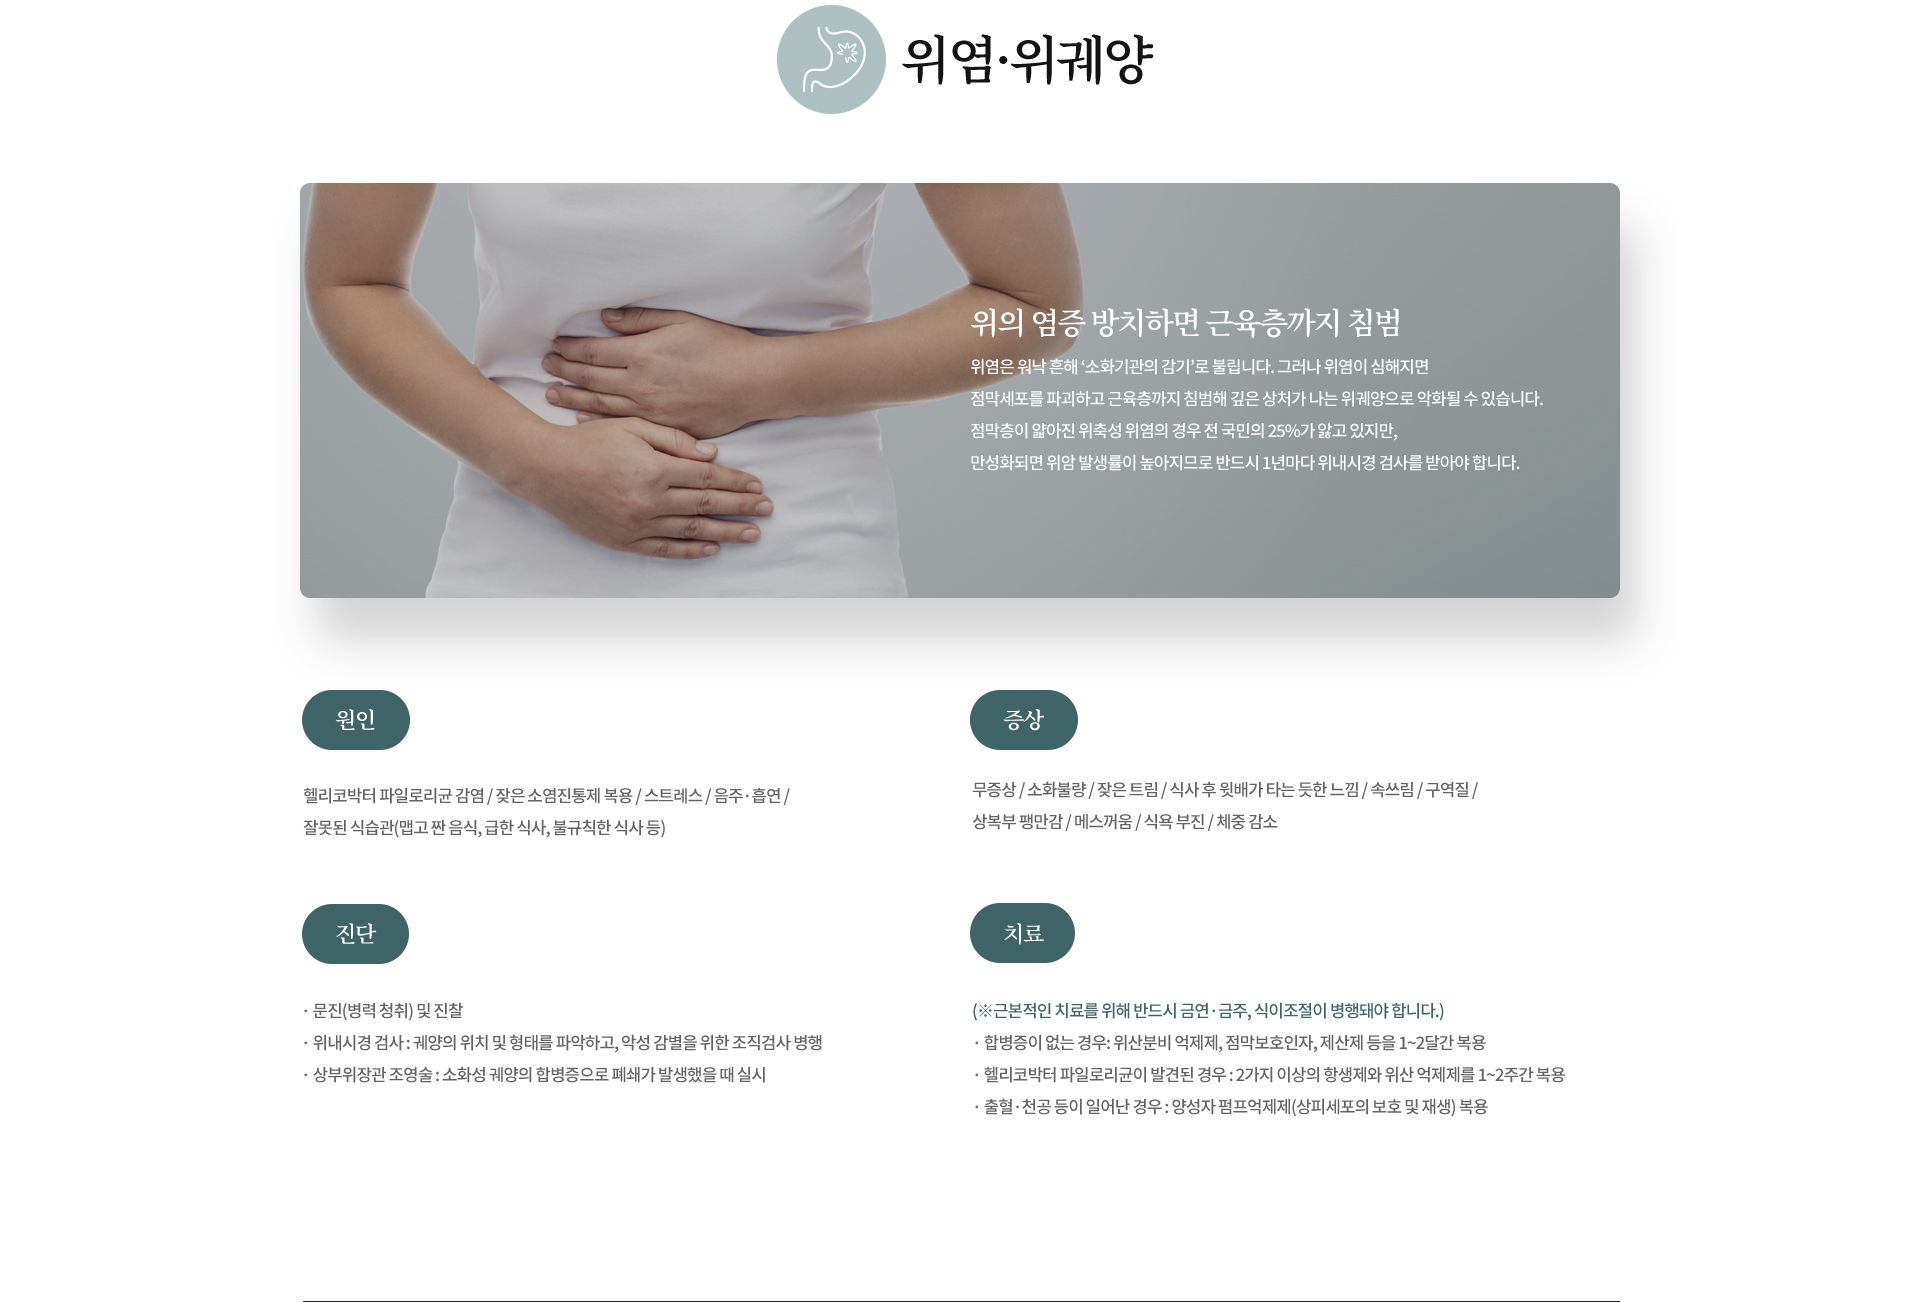 위염·위궤양
위의 염증 방치하면 근육층까지 침범
위염은 워낙 흔해 ‘소화기관의 감기’로 불립니다. 그러나 위염이 심해지면
점막세포를 파괴하고 근육층까지 침범해 깊은 상처가 나는 위궤양으로 악화될 수 있습니다.
점막층이 얇아진 위축성 위염의 경우 전 국민의 25%가 앓고 있지만,
만성화되면 위암 발생률이 높아지므로 반드시 1년마다 위내시경 검사를 받아야 합니다.
원인
헬리코박터 파일로리균 감염 / 잦은 소염진통제 복용 / 스트레스 / 음주·흡연 /
잘못된 식습관(맵고 짠 음식, 급한 식사, 불규칙한 식사 등)
증상
무증상 / 소화불량 / 잦은 트림 / 식사 후 윗배가 타는 듯한 느낌 / 속쓰림 / 구역질 /
상복부 팽만감 / 메스꺼움 / 식욕 부진 / 체중 감소
진단
· 문진(병력 청취) 및 진찰
· 위내시경 검사 : 궤양의 위치 및 형태를 파악하고, 악성 감별을 위한 조직검사 병행
· 상부위장관 조영술 : 소화성 궤양의 합병증으로 폐쇄가 발생했을 때 실시
치료
(※근본적인 치료를 위해 반드시 금연·금주, 식이조절이 병행돼야 합니다.)
· 합병증이 없는 경우: 위산분비 억제제, 점막보호인자, 제산제 등을 1~2달간 복용
· 헬리코박터 파일로리균이 발견된 경우 : 2가지 이상의 항생제와 위산 억제제를 1~2주간 복용
· 출혈·천공 등이 일어난 경우 : 양성자 펌프억제제(상피세포의 보호 및 재생) 복용